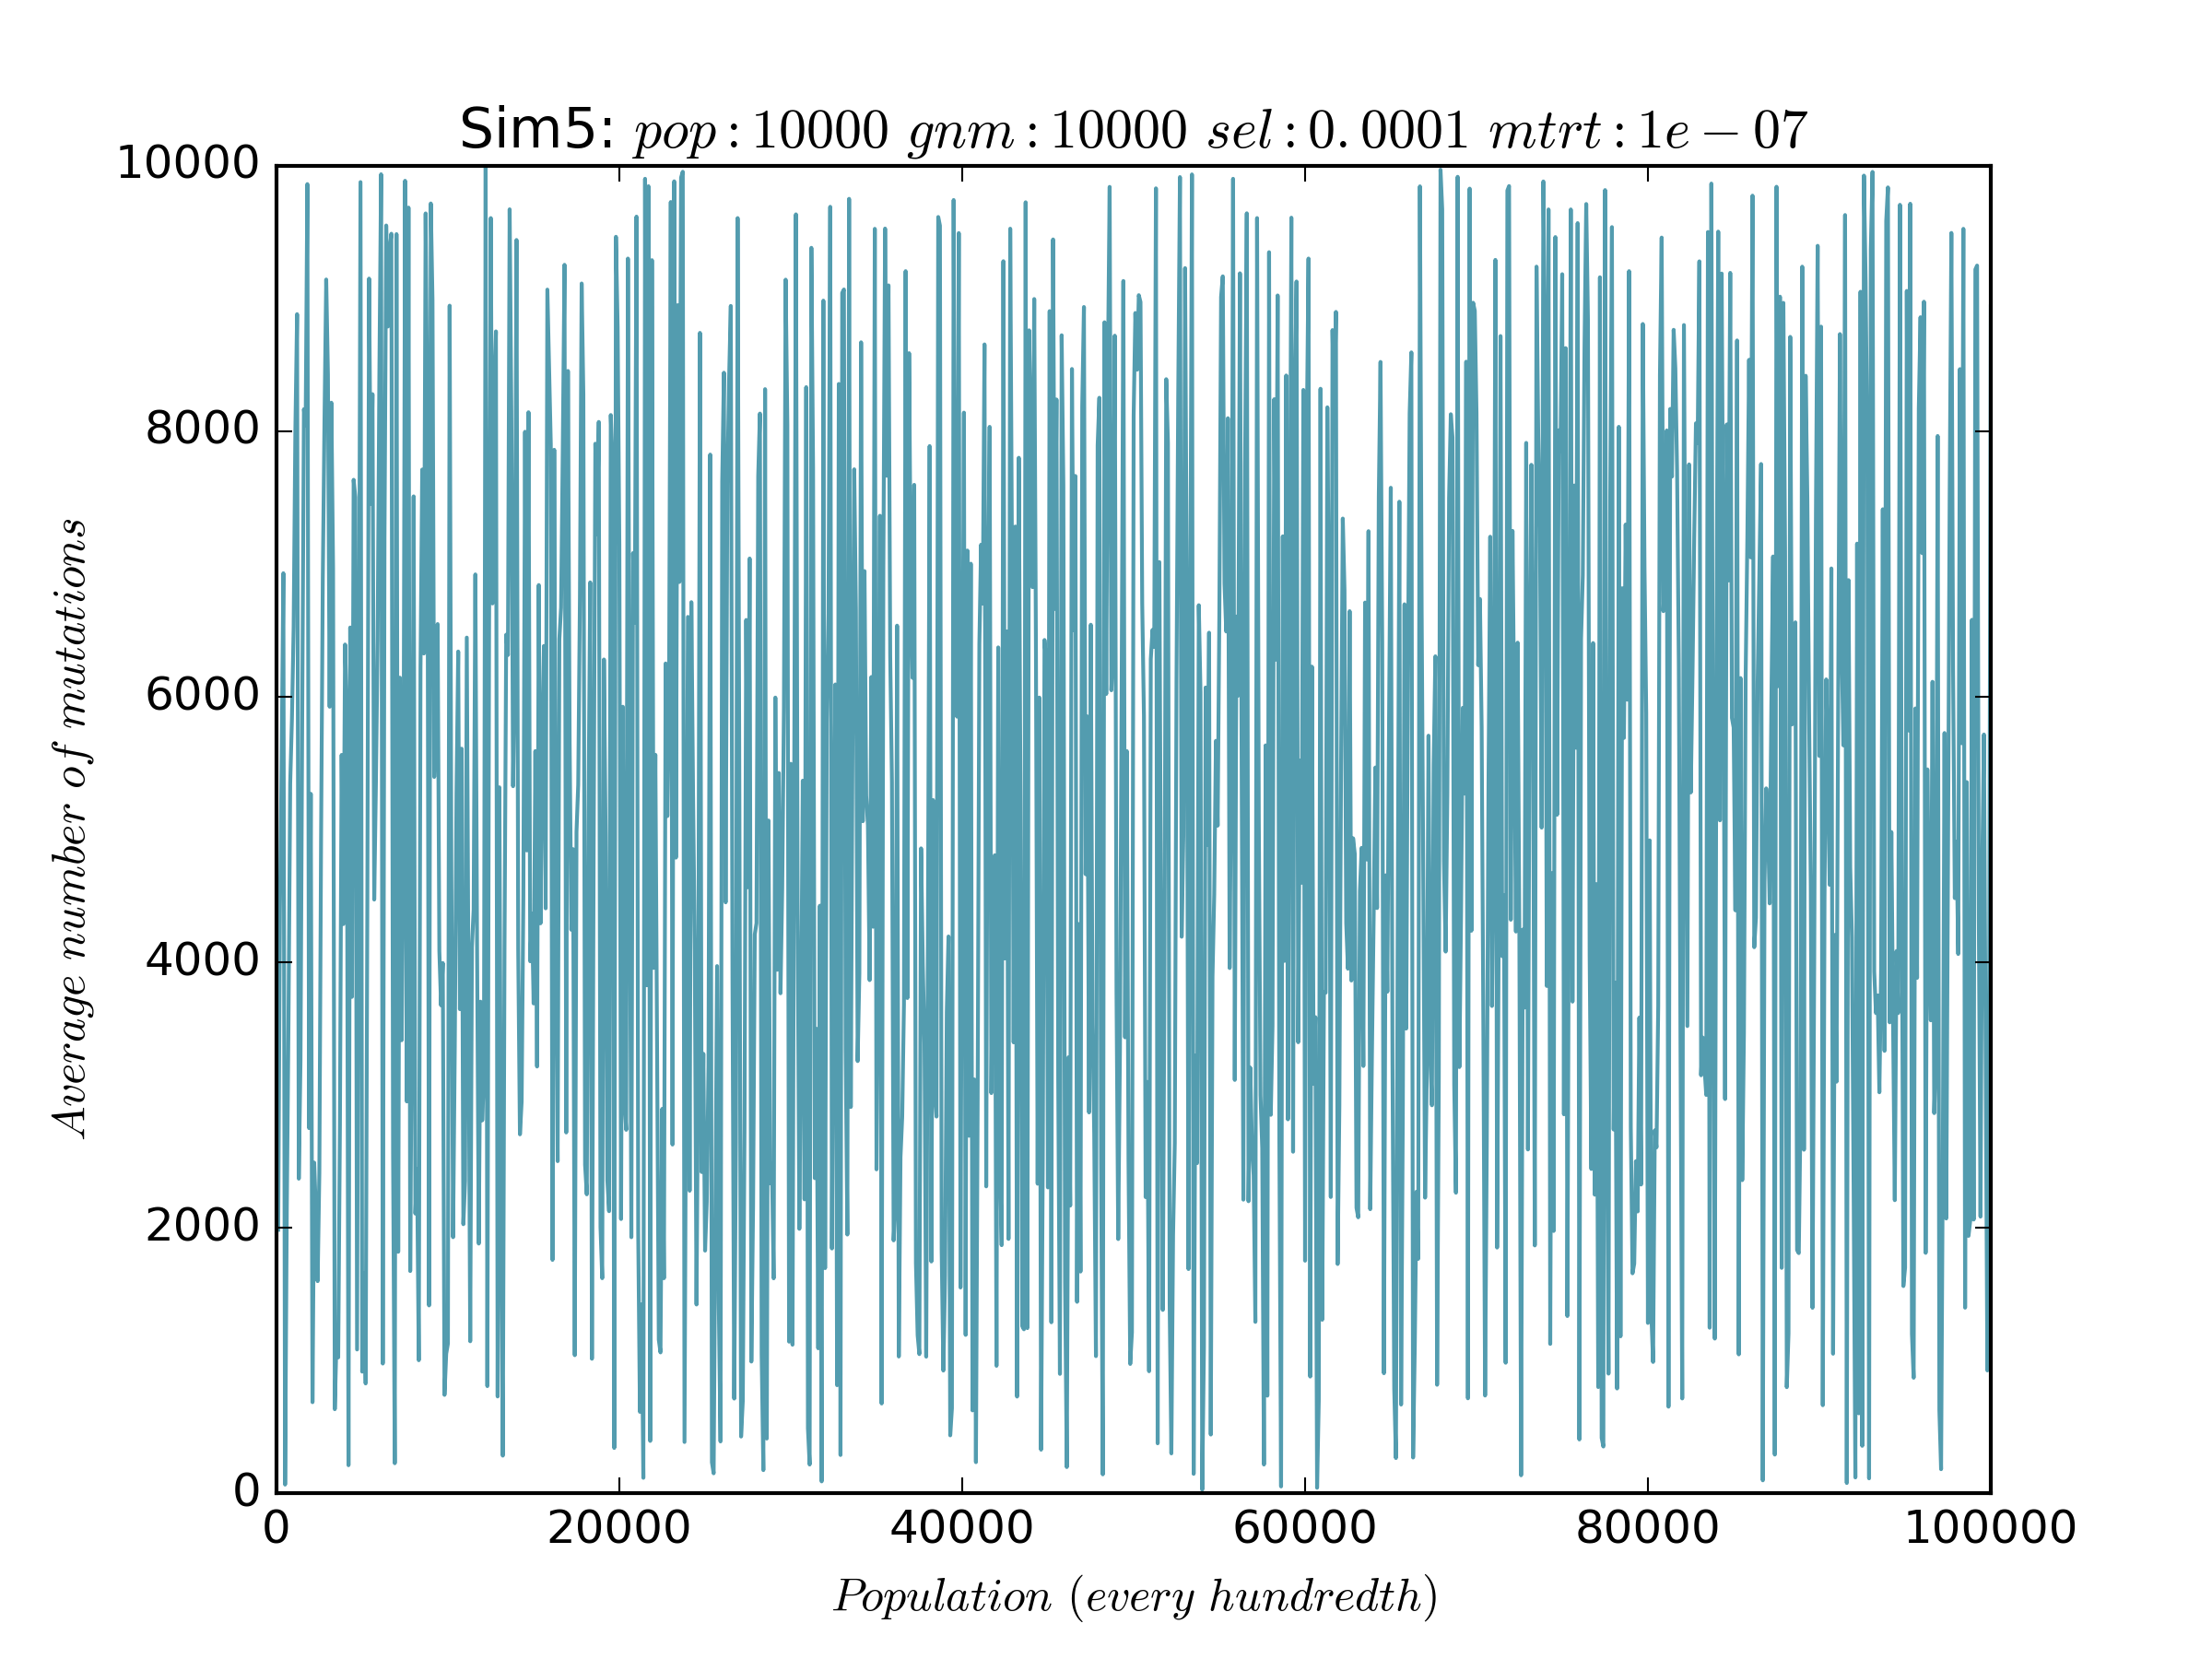 Sim5: pop : 10000 gnm : 10000 sel : 0.0001 mtrt : 1e − 07
10000
8000
6000
4000
2000
0
Average number of mutations
0 20000 40000 60000 80000 100000
Population (every hundredth)